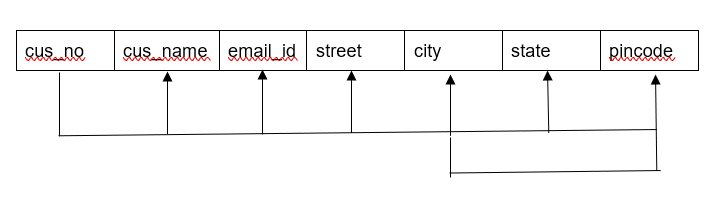 cus_no cus_name email_id street city state pincode